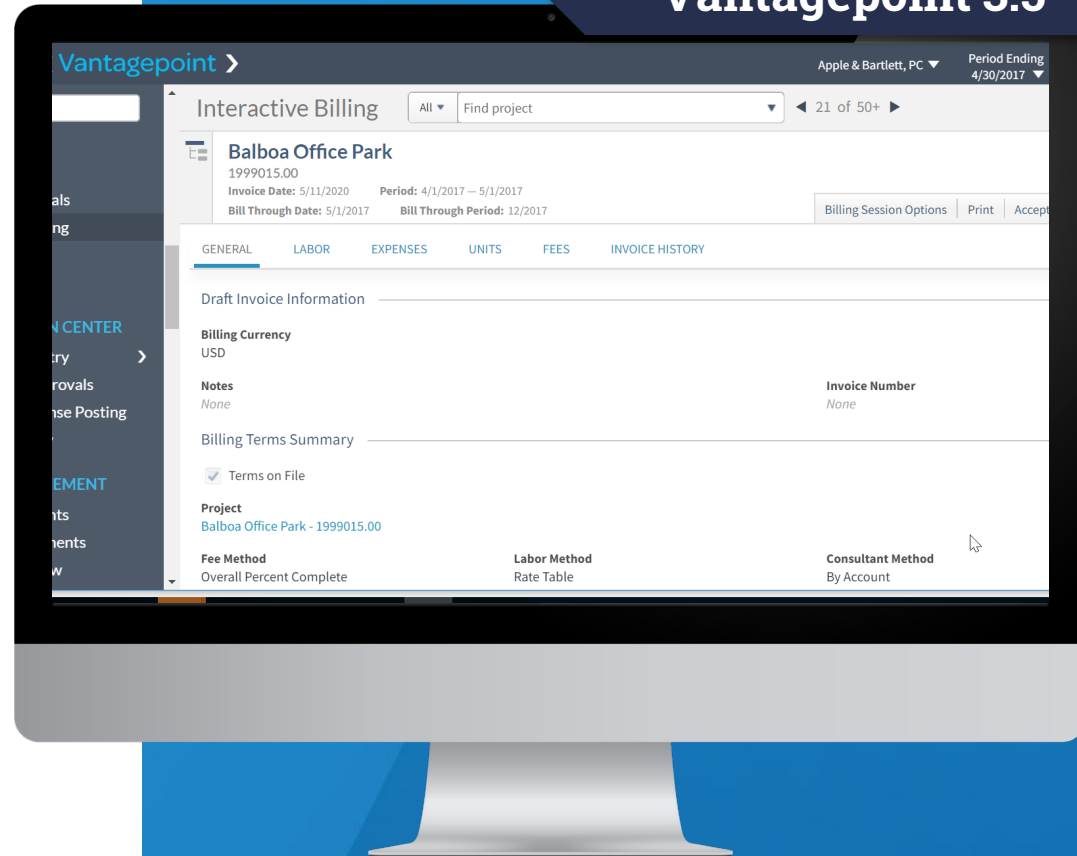 Vantagepoint 3.5
Vantagepoint ❯
Apple & Bartlett, PC ▼
Period Ending
4/30/2017 ▼
Interactive Billing
All ▼
Find project
◀ 21 of 50+ ▶
Balboa Office Park
1999015.00
Invoice Date: 5/11/2020 Period: 4/1/2017 — 5/1/2017
Bill Through Date: 5/1/2017 Bill Through Period: 12/2017
Billing Session Options Print Accept
als
ng
GENERAL LABOR EXPENSES UNITS FEES INVOICE HISTORY
Draft Invoice Information
N CENTER
Billing Currency
USD
try ❯
rovals
Notes
None
Invoice Number
None
nse Posting
Billing Terms Summary
Terms on File
EMENT
Project
Balboa Office Park - 1999015.00
nts
nents
Fee Method Labor Method Consultant Method
Overall Percent Complete Rate Table By Account
w